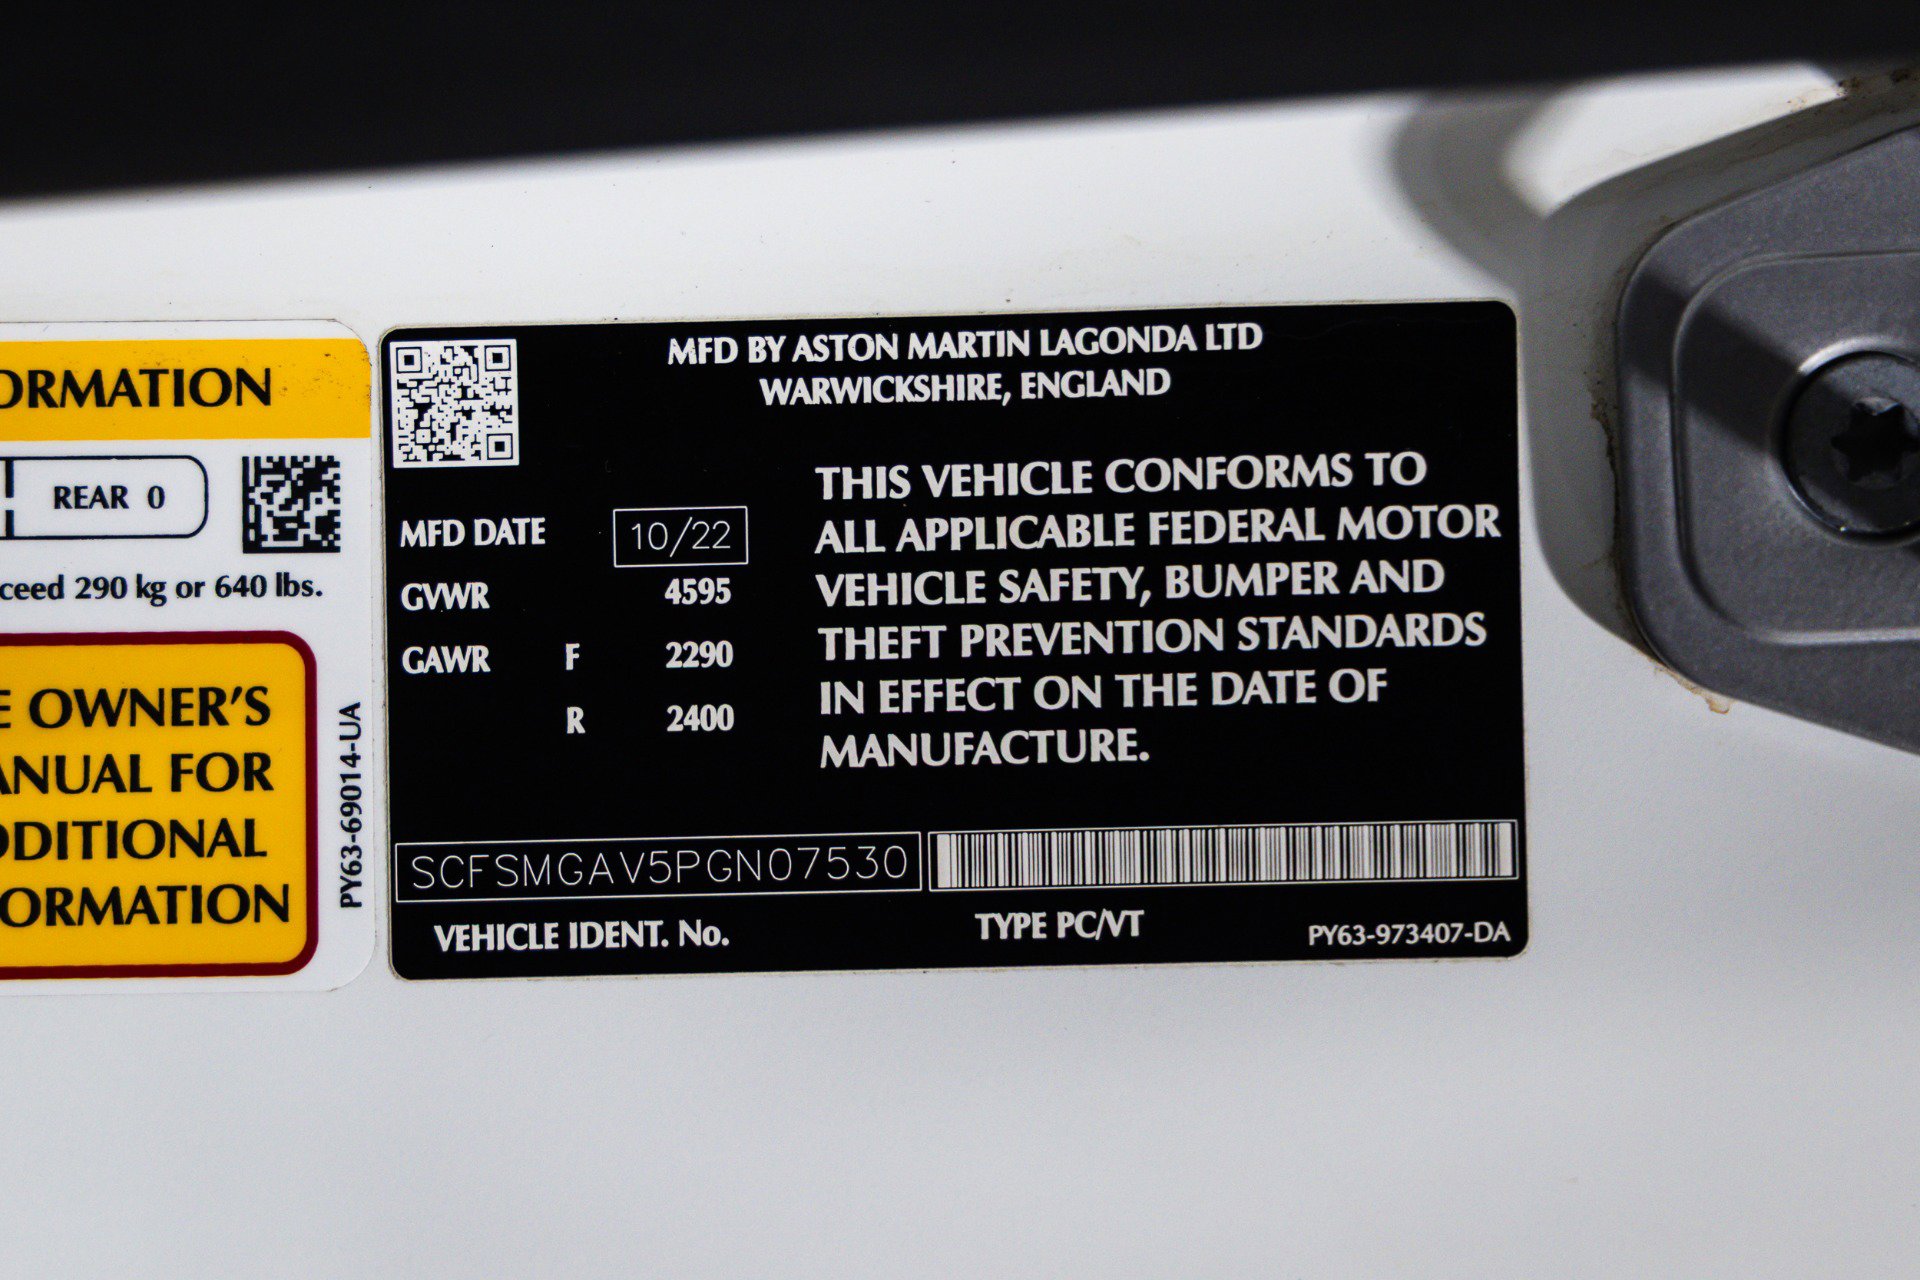 ORMATION
REAR 0
ceed 290 kg or 640 lbs.
E OWNER'S
ANUAL FOR
DDITIONAL
ORMATION
PY63-69014-UA
MFD BY ASTON MARTIN LAGONDA LTD
WARWICKSHIRE, ENGLAND
MFD DATE 10/22
GVWR 4595
GAWR F 2290
R 2400
THIS VEHICLE CONFORMS TO
ALL APPLICABLE FEDERAL MOTOR
VEHICLE SAFETY, BUMPER AND
THEFT PREVENTION STANDARDS
IN EFFECT ON THE DATE OF
MANUFACTURE.
SCFSMGAV5PGN07530
VEHICLE IDENT. No.
TYPE PC/VT
PY63-973407-DA